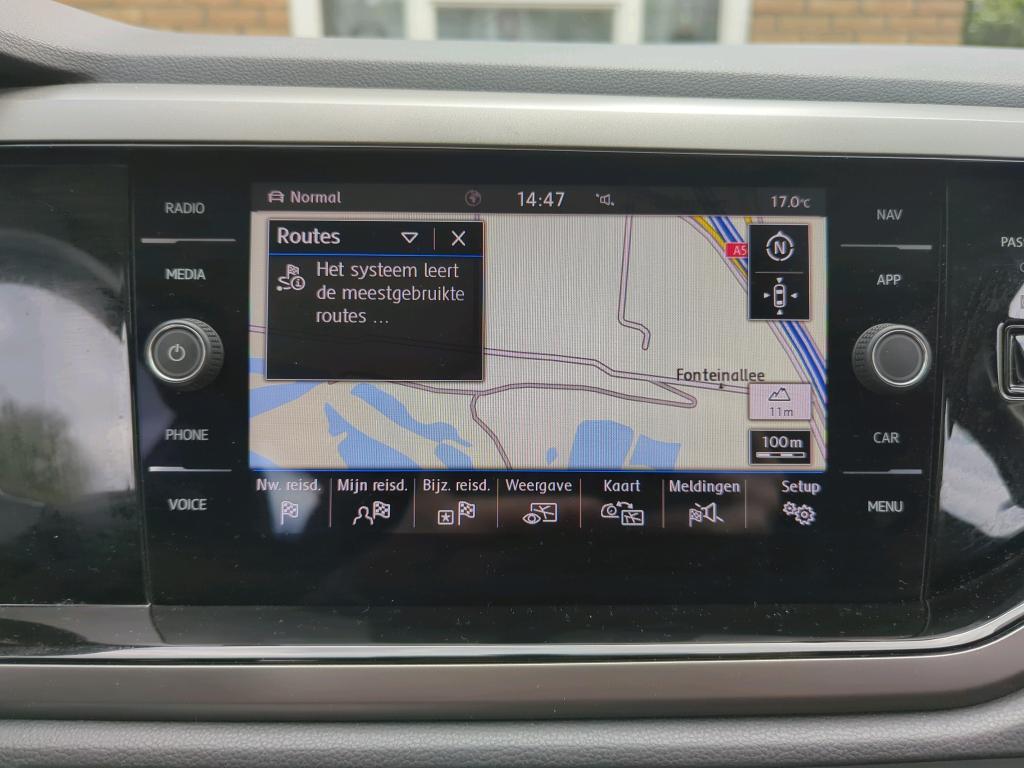 RADIO
MEDIA
PHONE
VOICE
Normal
14:47
17.0°C
Routes
Het systeem leert
de meestgebruikte
routes ...
A5
N
Fonteinallee
11m
100m
Nw. reisd.
Mijn reisd.
Bijz. reisd.
Weergave
Kaart
Meldingen
Setup
NAV
APP
CAR
MENU
PAS